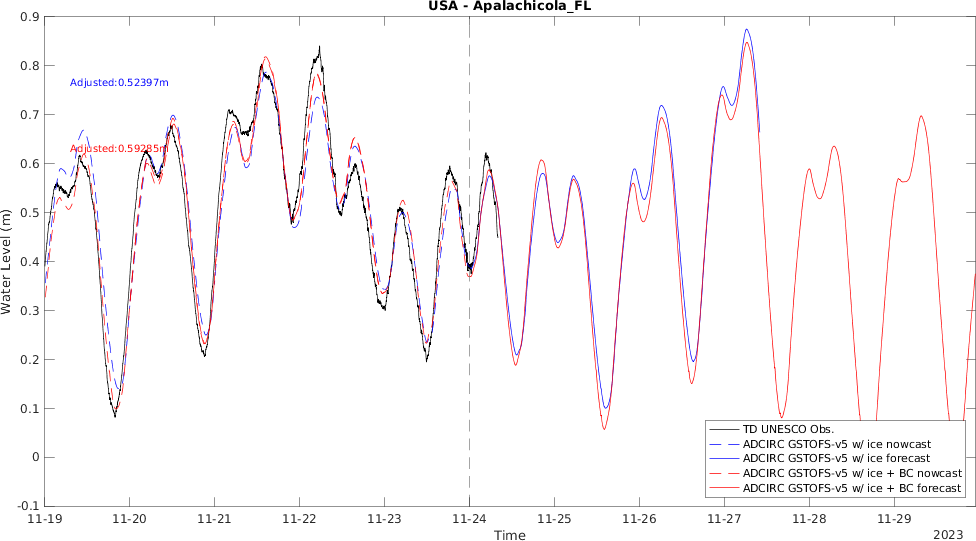 USA - Apalachicola_FL
0.9
0.8
Adjusted:0.52397m
0.7
Adjusted:0.59285m
0.6
0.5
Water Level (m)
0.4
0.3
0.2
0.1
0
-0.1
TD UNESCO Obs.
ADCIRC GSTOFS-v5 w/ ice nowcast
ADCIRC GSTOFS-v5 w/ ice forecast
ADCIRC GSTOFS-v5 w/ ice + BC nowcast
ADCIRC GSTOFS-v5 w/ ice + BC forecast
11-19 11-20 11-21 11-22 11-23 11-24 11-25 11-26 11-27 11-28 11-29
Time
2023